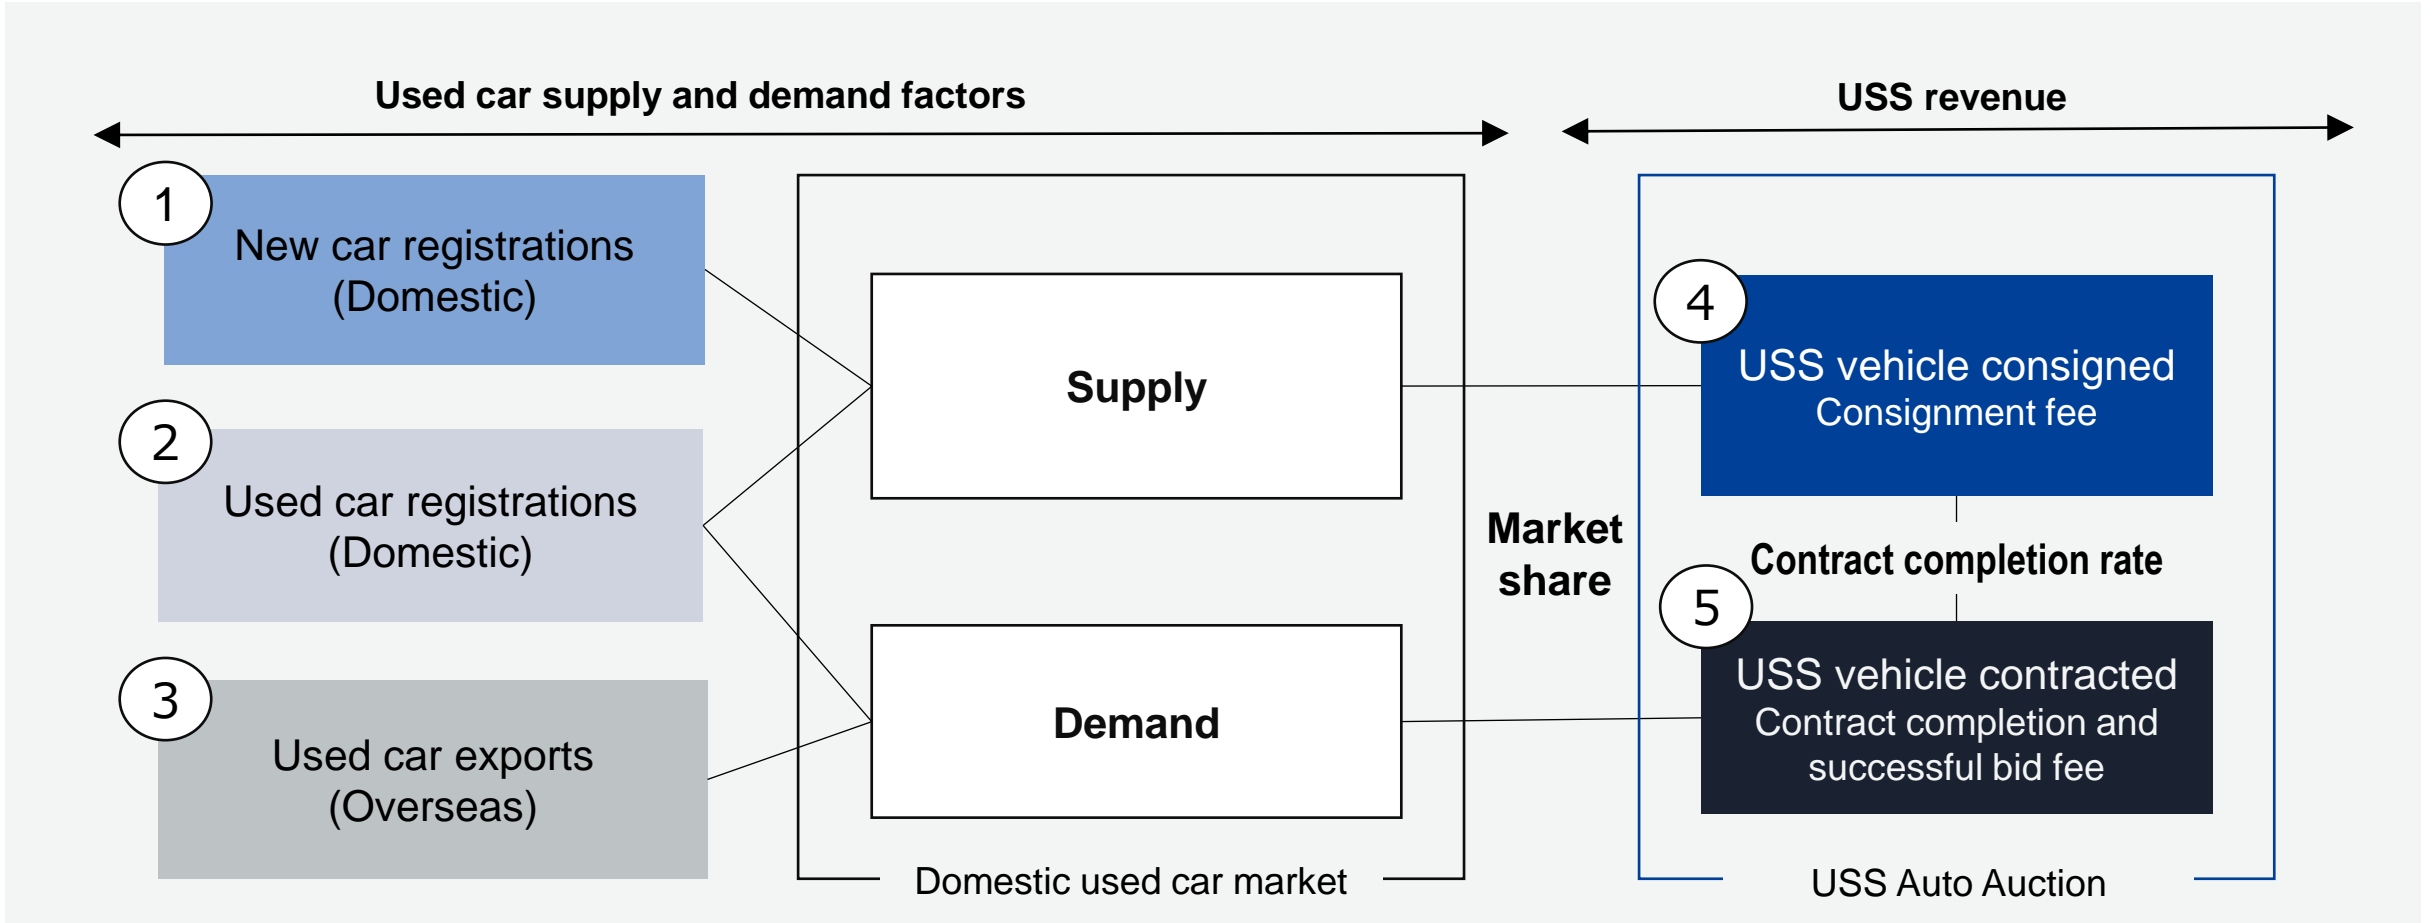 Used car supply and demand factors
USS revenue
1
New car registrations
(Domestic)
2
Used car registrations
(Domestic)
3
Used car exports
(Overseas)
Supply
Demand
Domestic used car market
Market
share
4
USS vehicle consigned
Consignment fee
Contract completion rate
5
USS vehicle contracted
Contract completion and
successful bid fee
USS Auto Auction